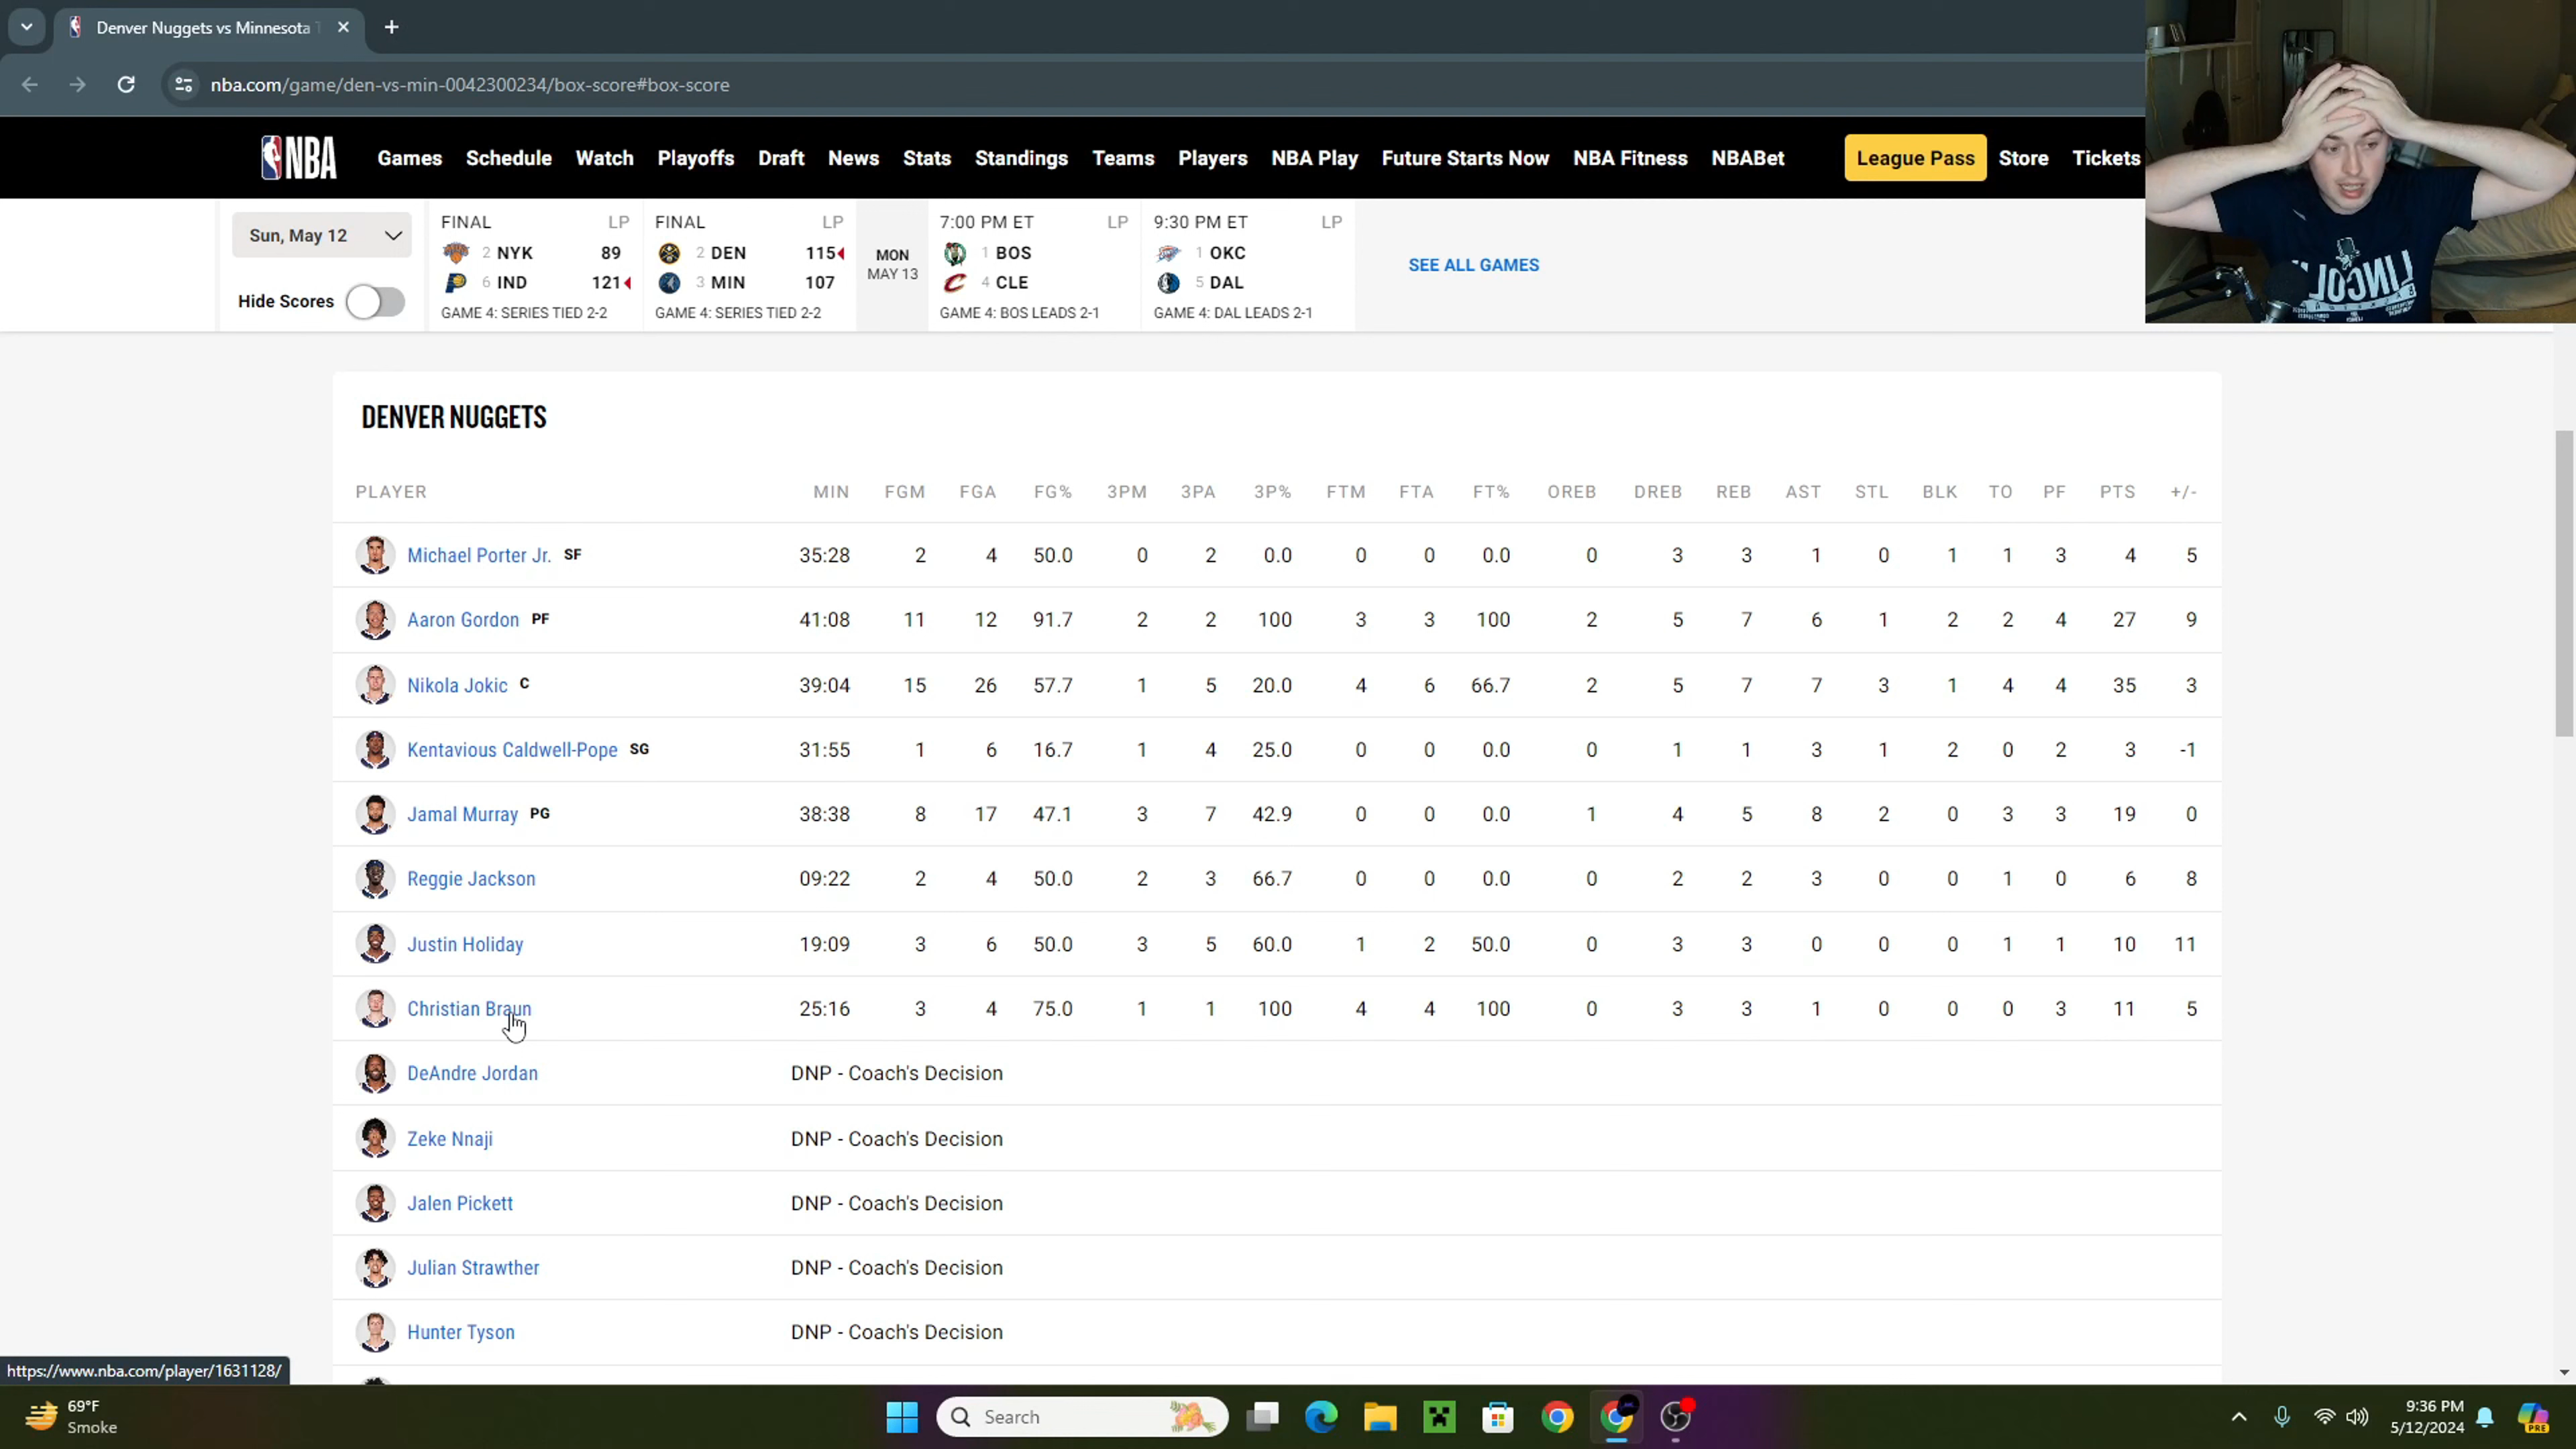 Denver Nuggets vs Minnesota T
nba.com/game/den-vs-min-0042300234/box-score#box-score
NBA Games Schedule Watch Playoffs Draft News Stats Standings Teams Players NBA Play Future Starts Now NBA Fitness NBABet League Pass Store Tickets
Sun, May 12
Hide Scores
FINAL LP
2 NYK 89
6 IND 121
GAME 4: SERIES TIED 2-2
FINAL LP
2 DEN 115
3 MIN 107
GAME 4: SERIES TIED 2-2
MON
MAY 13
7:00 PM ET LP
1 BOS
4 CLE
GAME 4: BOS LEADS 2-1
9:30 PM ET LP
1 OKC
5 DAL
GAME 4: DAL LEADS 2-1
SEE ALL GAMES
LINCOL
DENVER NUGGETS
PLAYER MIN FGM FGA FG% 3PM 3PA 3P% FTM FTA FT% OREB DREB REB AST STL BLK TO PF PTS +/-
Michael Porter Jr. SF 35:28 2 4 50.0 0 2 0.0 0 0 0.0 0 3 3 1 0 1 1 3 4 5
Aaron Gordon PF 41:08 11 12 91.7 2 2 100 3 3 100 2 5 7 6 1 2 2 4 27 9
Nikola Jokic C 39:04 15 26 57.7 1 5 20.0 4 6 66.7 2 5 7 7 3 1 4 4 35 3
Kentavious Caldwell-Pope SG 31:55 1 6 16.7 1 4 25.0 0 0 0.0 0 1 1 3 1 2 0 2 3 -1
Jamal Murray PG 38:38 8 17 47.1 3 7 42.9 0 0 0.0 1 4 5 8 2 0 3 3 19 0
Reggie Jackson 09:22 2 4 50.0 2 3 66.7 0 0 0.0 0 2 2 3 0 0 1 0 6 8
Justin Holiday 19:09 3 6 50.0 3 5 60.0 1 2 50.0 0 3 3 0 0 0 1 1 10 11
Christian Braun 25:16 3 4 75.0 1 1 100 4 4 100 0 3 3 1 0 0 0 3 11 5
DeAndre Jordan DNP - Coach's Decision
Zeke Nnaji DNP - Coach's Decision
Jalen Pickett DNP - Coach's Decision
Julian Strawther DNP - Coach's Decision
Hunter Tyson DNP - Coach's Decision
https://www.nba.com/player/1631128/
69°F
Smoke
Search
9:36 PM
5/12/2024
PRE